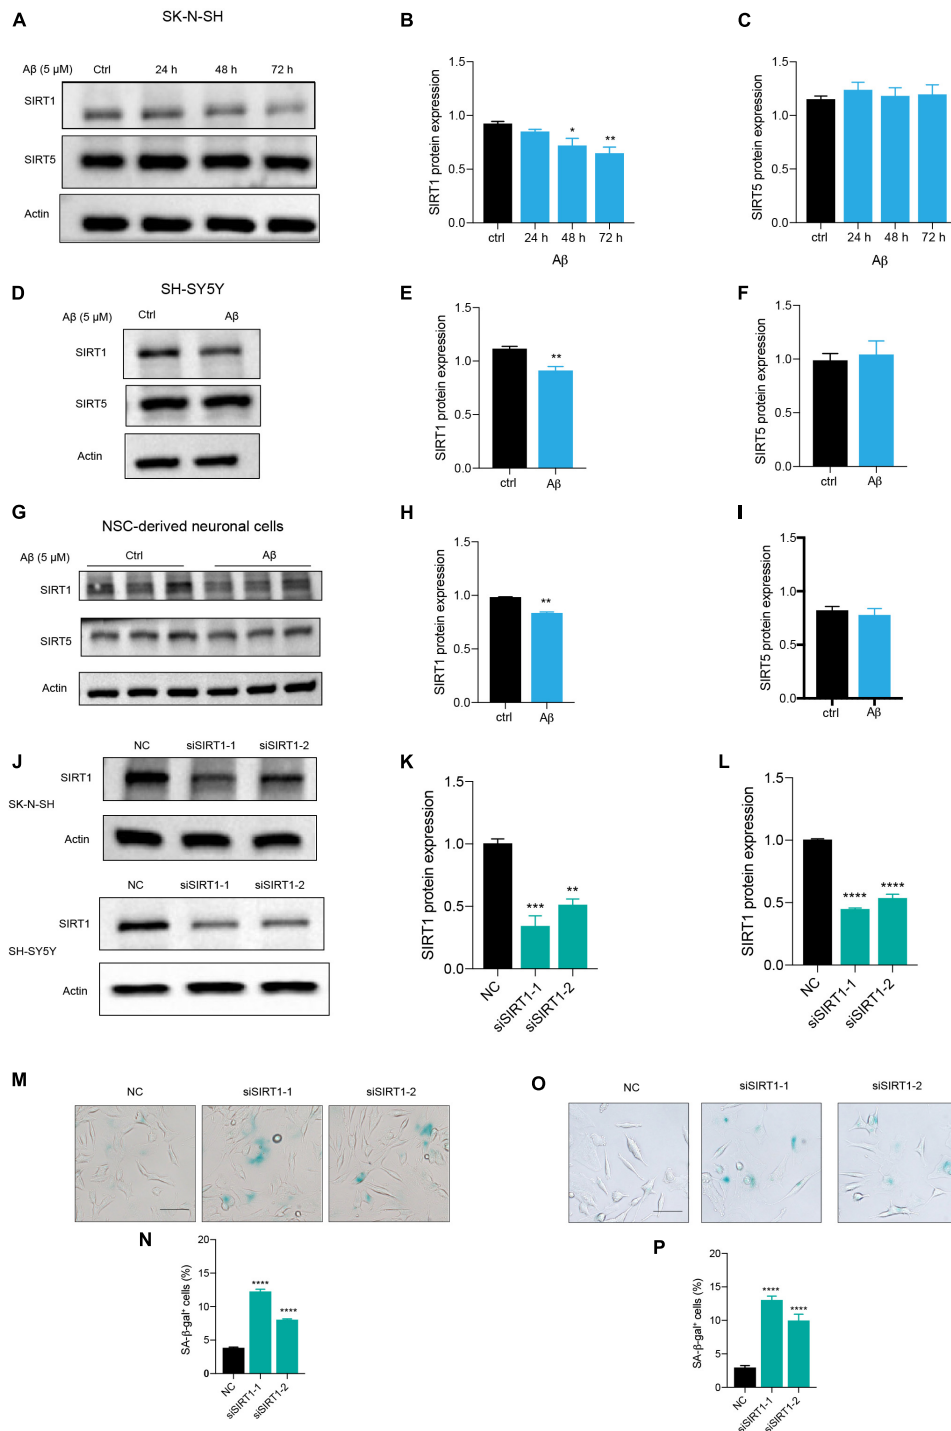 A
SK-N-SH
Aβ (5 µM)
Ctrl 24 h 48 h 72 h
SIRT1
SIRT5
Actin
B
SIRT1 protein expression
1.5
1.0
0.5
0.0
* **
ctrl 24 h 48 h 72 h
Aβ
C
SIRT5 protein expression
1.5
1.0
0.5
0.0
ctrl 24 h 48 h 72 h
Aβ
D
SH-SY5Y
Aβ (5 µM)
Ctrl Aβ
SIRT1
SIRT5
Actin
E
SIRT1 protein expression
1.5
1.0
0.5
0.0
**
ctrl Aβ
F
SIRT5 protein expression
1.5
1.0
0.5
0.0
ctrl Aβ
G
NSC-derived neuronal cells
Aβ (5 µM)
Ctrl Aβ
SIRT1
SIRT5
Actin
H
SIRT1 protein expression
1.5
1.0
0.5
0.0
**
ctrl Aβ
I
SIRT5 protein expression
1.5
1.0
0.5
0.0
ctrl Aβ
J
NC siSIRT1-1 siSIRT1-2
SIRT1
SK-N-SH
Actin
NC siSIRT1-1 siSIRT1-2
SIRT1
SH-SY5Y
Actin
K
SIRT1 protein expression
1.5
1.0
0.5
0.0
*** **
NC siSIRT1-1 siSIRT1-2
L
SIRT1 protein expression
1.5
1.0
0.5
0.0
**** ****
NC siSIRT1-1 siSIRT1-2
M
NC siSIRT1-1 siSIRT1-2
N
SA-β-gal⁺ cells (%)
20
15
10
5
0
**** ****
NC siSIRT1-1 siSIRT1-2
O
NC siSIRT1-1 siSIRT1-2
P
SA-β-gal⁺ cells (%)
20
15
10
5
0
**** ****
NC siSIRT1-1 siSIRT1-2